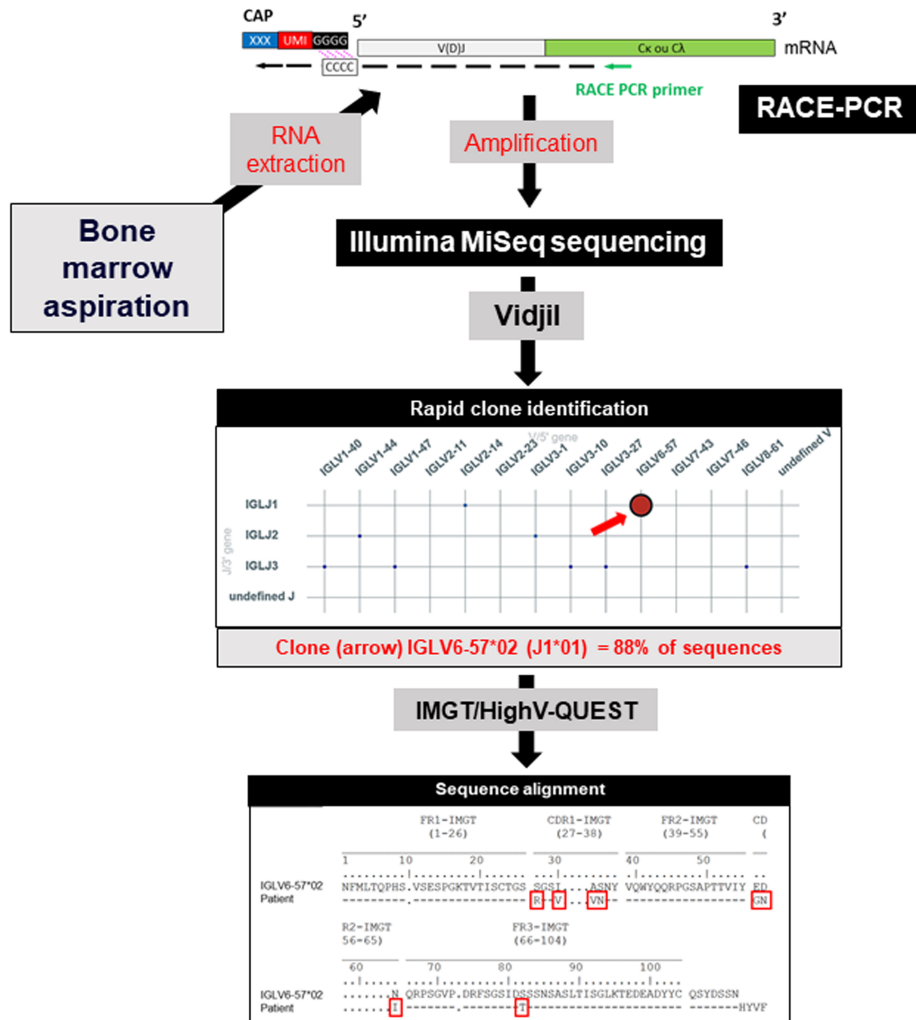 CAP
5’
3’
XXX UMI GGGG V(D)J Cκ ou Cλ mRNA
CCCC
RACE PCR primer
RACE-PCR
RNA
extraction
Amplification
Bone
marrow
aspiration
Illumina MiSeq sequencing
Vidjil
Rapid clone identification
V/5' gene
IGLV1-40 IGLV1-44 IGLV1-47 IGLV2-11 IGLV2-14 IGLV2-23 IGLV3-1 IGLV3-10 IGLV3-27 IGLV6-57 IGLV7-43 IGLV7-46 IGLV8-61 undefined V
J/3' gene
IGLJ1
IGLJ2
IGLJ3
undefined J
Clone (arrow) IGLV6-57*02 (J1*01) = 88% of sequences
IMGT/HighV-QUEST
Sequence alignment
FR1-IMGT CDR1-IMGT FR2-IMGT CD
(1-26) (27-38) (39-55) (
1 10 20 30 40 50
IGLV6-57*02 NFMLTQPHS.VSESPGKTVTISCTGS SGSI....ASNY VQWYQQRPGSAPTTVIY ED
Patient ---------.---------------- R--V-...VN-- ----------------- GN
R2-IMGT FR3-IMGT
56-65) (66-104)
60 70 80 90 100
IGLV6-57*02 .......N QRPSGVP.DRFSGSIDSSSNSASLTISGLKTEDEADYYC QSYDSSN
Patient .......I -------.--------T---------------------- -------HYVF